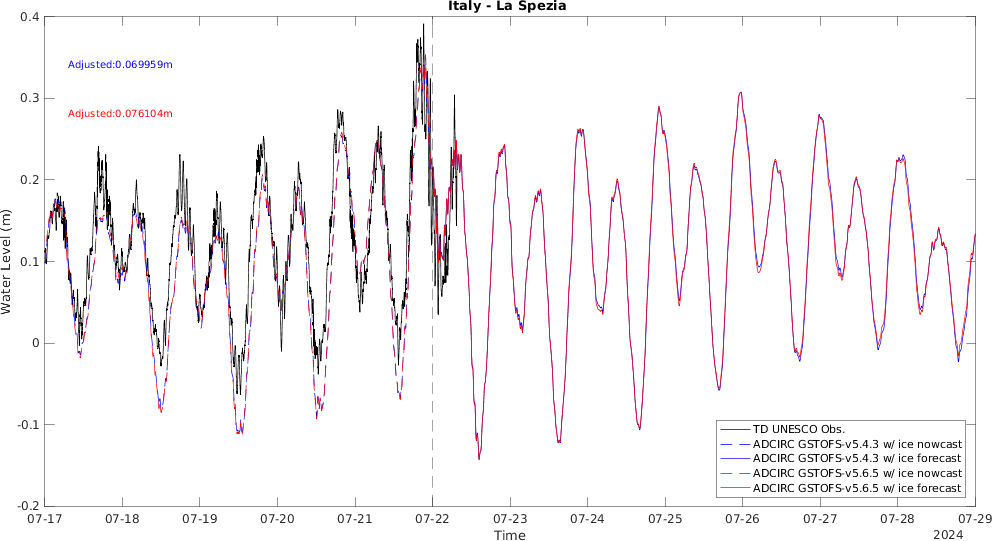 Italy - La Spezia
Adjusted:0.069959m
Adjusted:0.076104m
Water Level (m)
0.4
0.3
0.2
0.1
0
-0.1
-0.2
TD UNESCO Obs.
ADCIRC GSTOFS-v5.4.3 w/ ice nowcast
ADCIRC GSTOFS-v5.4.3 w/ ice forecast
ADCIRC GSTOFS-v5.6.5 w/ ice nowcast
ADCIRC GSTOFS-v5.6.5 w/ ice forecast
07-17 07-18 07-19 07-20 07-21 07-22 07-23 07-24 07-25 07-26 07-27 07-28 07-29
Time
2024